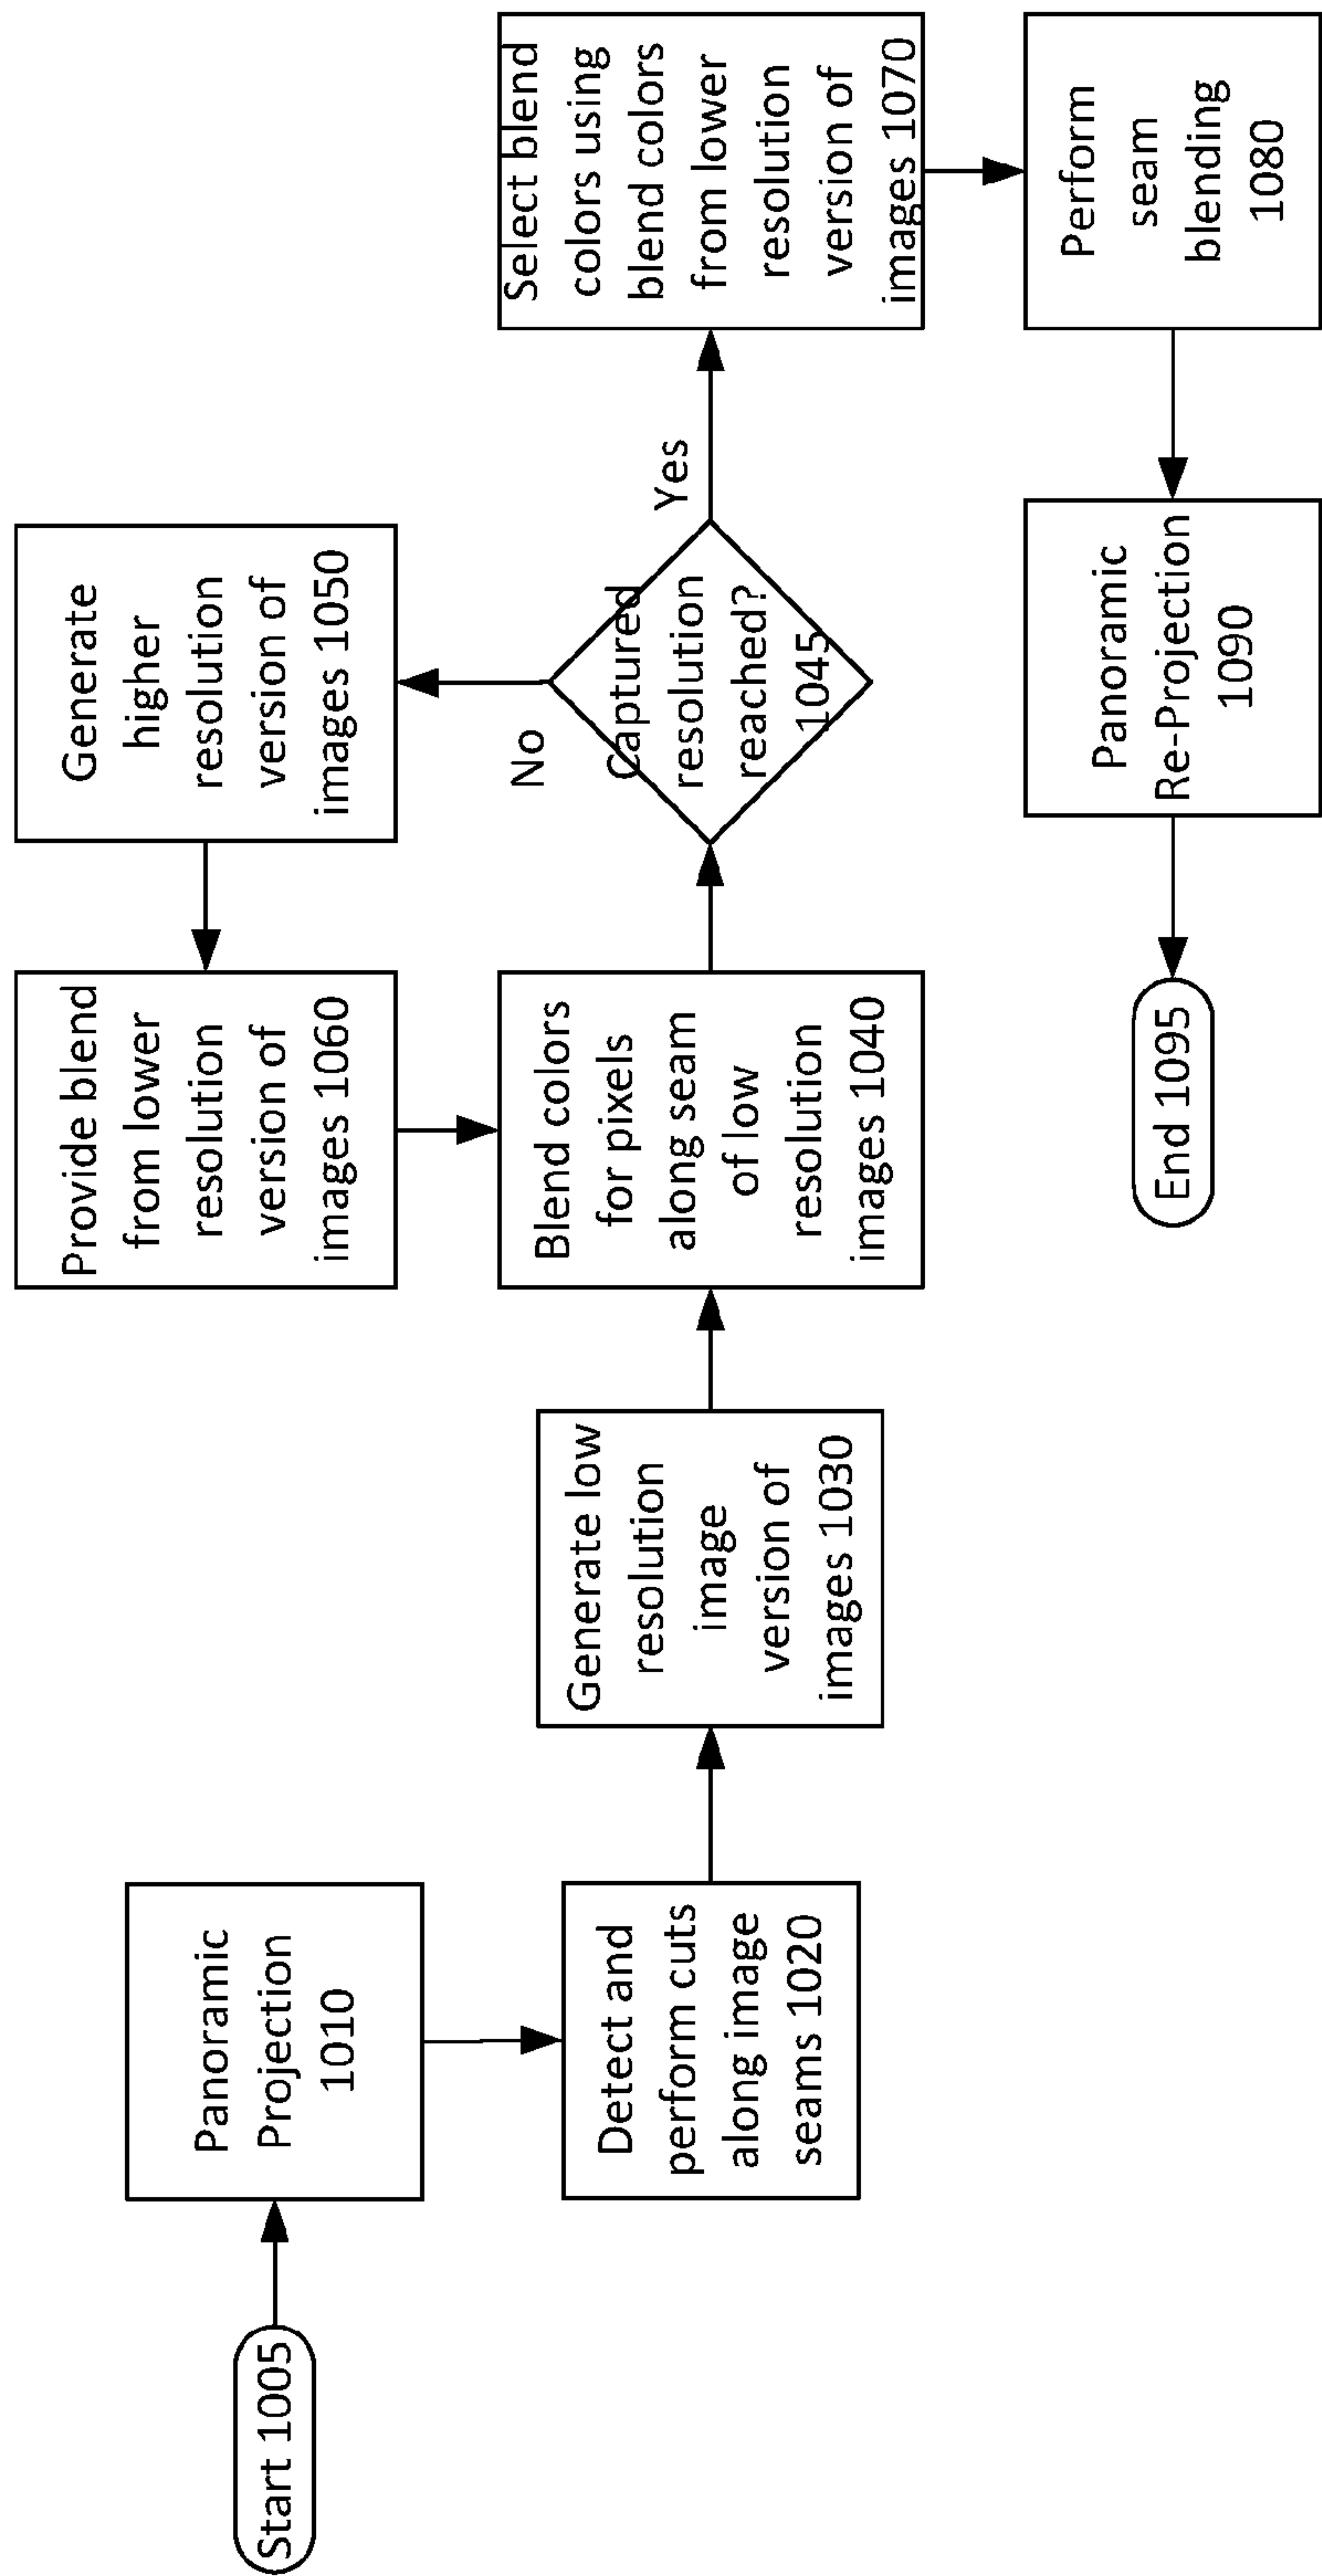 Start 1005
Panoramic
Projection
1010
Detect and
perform cuts
along image
seams 1020
Generate low
resolution
image
version of
images 1030
Blend colors
for pixels
along seam
of low
resolution
images 1040
Captured
resolution
reached?
1045
No
Generate
higher
resolution
version of
images 1050
Provide blend
from lower
resolution
version of
images 1060
Yes
Select blend
colors using
blend colors
from lower
resolution
version of
images 1070
Perform
seam
blending
1080
Panoramic
Re-Projection
1090
End 1095